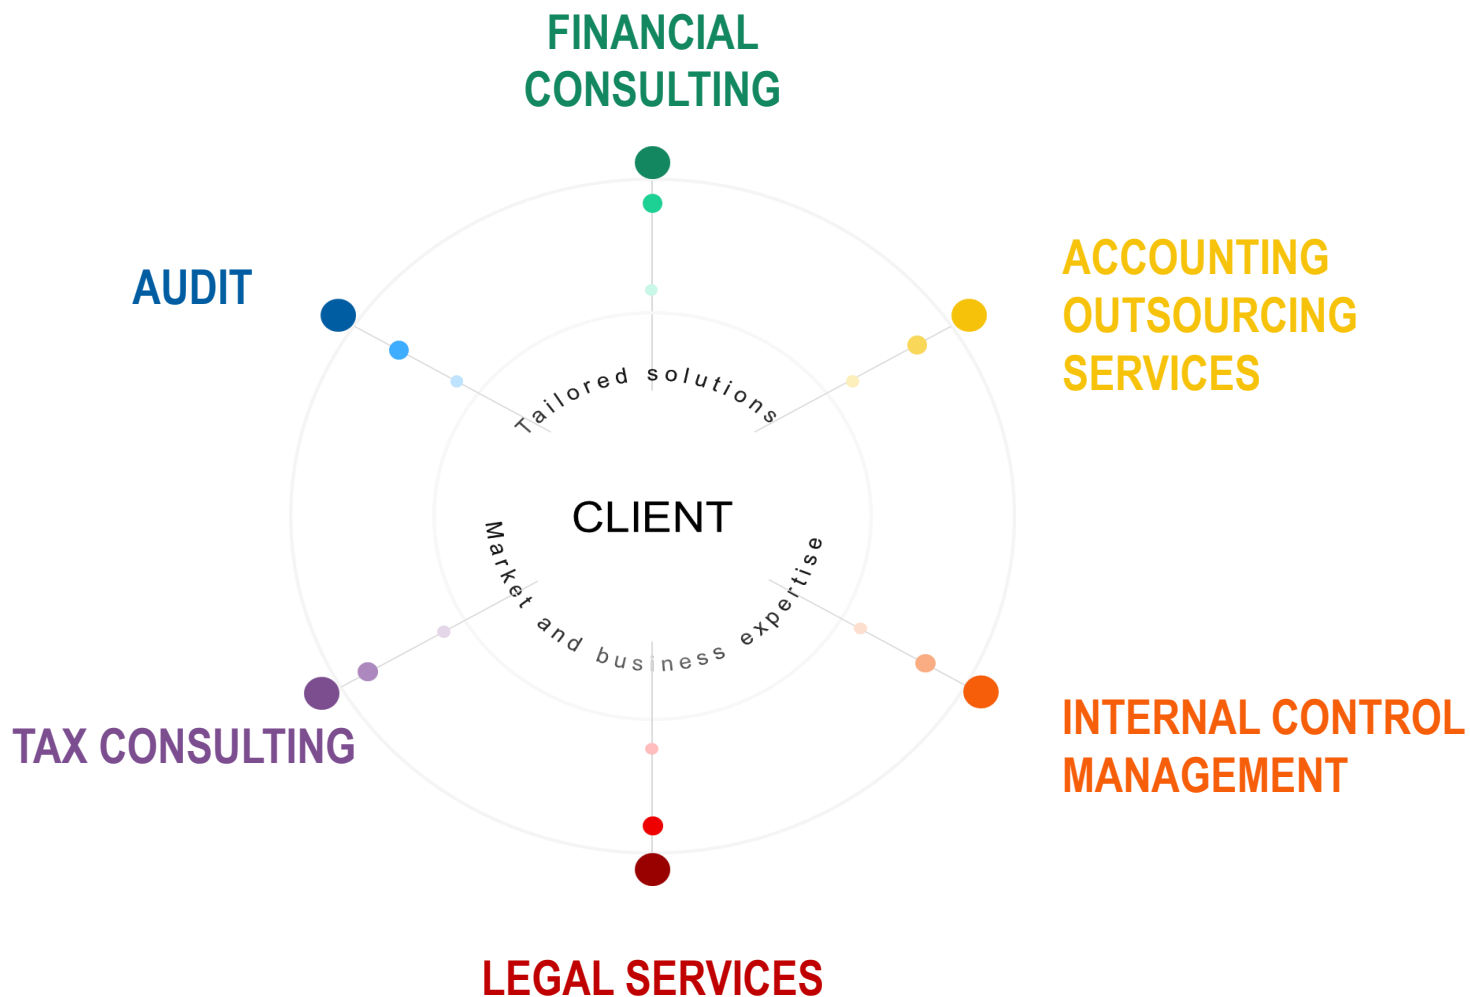 FINANCIAL
CONSULTING
AUDIT
ACCOUNTING
OUTSOURCING
SERVICES
Tailored solutions
CLIENT
Market and business expertise
TAX CONSULTING
INTERNAL CONTROL
MANAGEMENT
LEGAL SERVICES